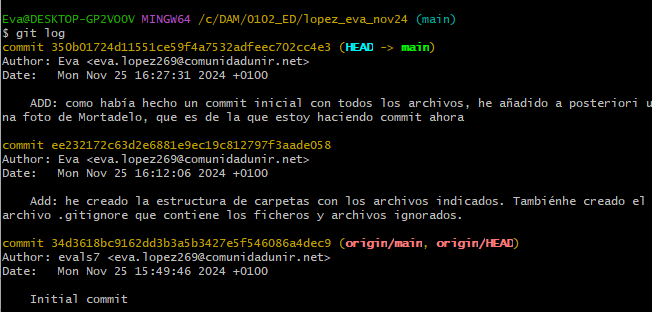 Eva@DESKTOP-GP2VOOV MINGW64 /c/DAM/0102_ED/lopez_eva_nov24 (main)
$ git log
commit 350b01724d11551ce59f4a7532adfeec702cc4e3 (HEAD -> main)
Author: Eva <eva.lopez269@comunidadunir.net>
Date:   Mon Nov 25 16:27:31 2024 +0100

    ADD: como había hecho un commit inicial con todos los archivos, he añadido a posteriori u
na foto de Mortadelo, que es de la que estoy haciendo commit ahora

commit ee232172c63d2e6881e9ec19c812797f3aade058
Author: Eva <eva.lopez269@comunidadunir.net>
Date:   Mon Nov 25 16:12:06 2024 +0100

    Add: he creado la estructura de carpetas con los archivos indicados. Tambiénhe creado el
archivo .gitignore que contiene los ficheros y archivos ignorados.

commit 34d3618bc9162dd3b3a5b3427e5f546086a4dec9 (origin/main, origin/HEAD)
Author: evals7 <eva.lopez269@comunidadunir.net>
Date:   Mon Nov 25 15:49:46 2024 +0100

    Initial commit